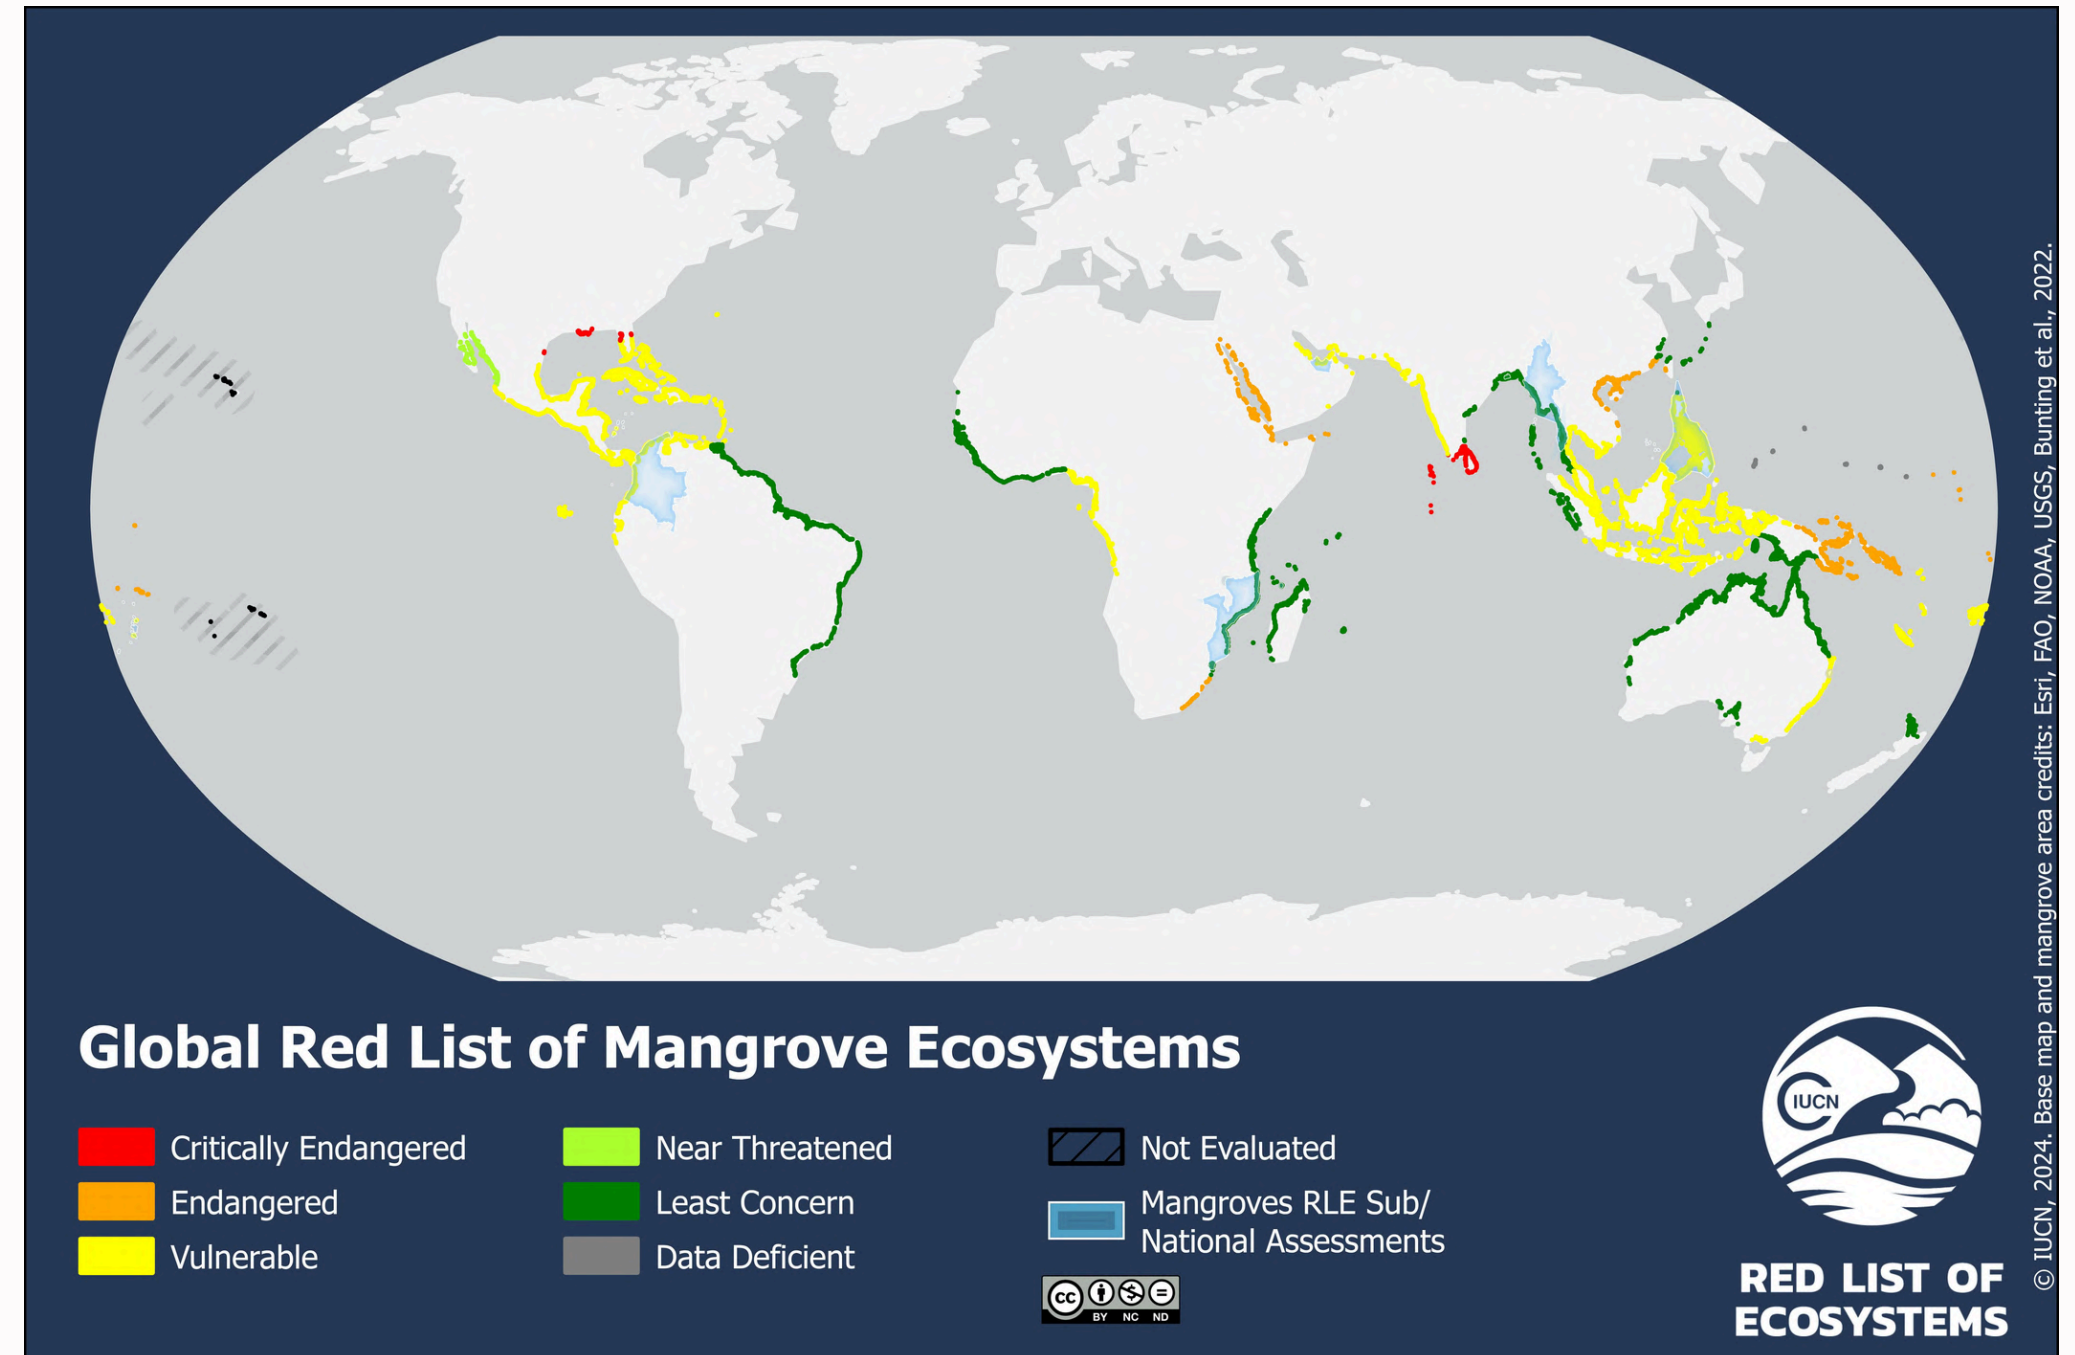 Global Red List of Mangrove Ecosystems
Critically Endangered
Endangered
Vulnerable
Near Threatened
Least Concern
Data Deficient
Not Evaluated
Mangroves RLE Sub/
National Assessments
cc
BY NC ND
IUCN
RED LIST OF
ECOSYSTEMS
© IUCN, 2024. Base map and mangrove area credits: Esri, FAO, NOAA, USGS, Bunting et al., 2022.